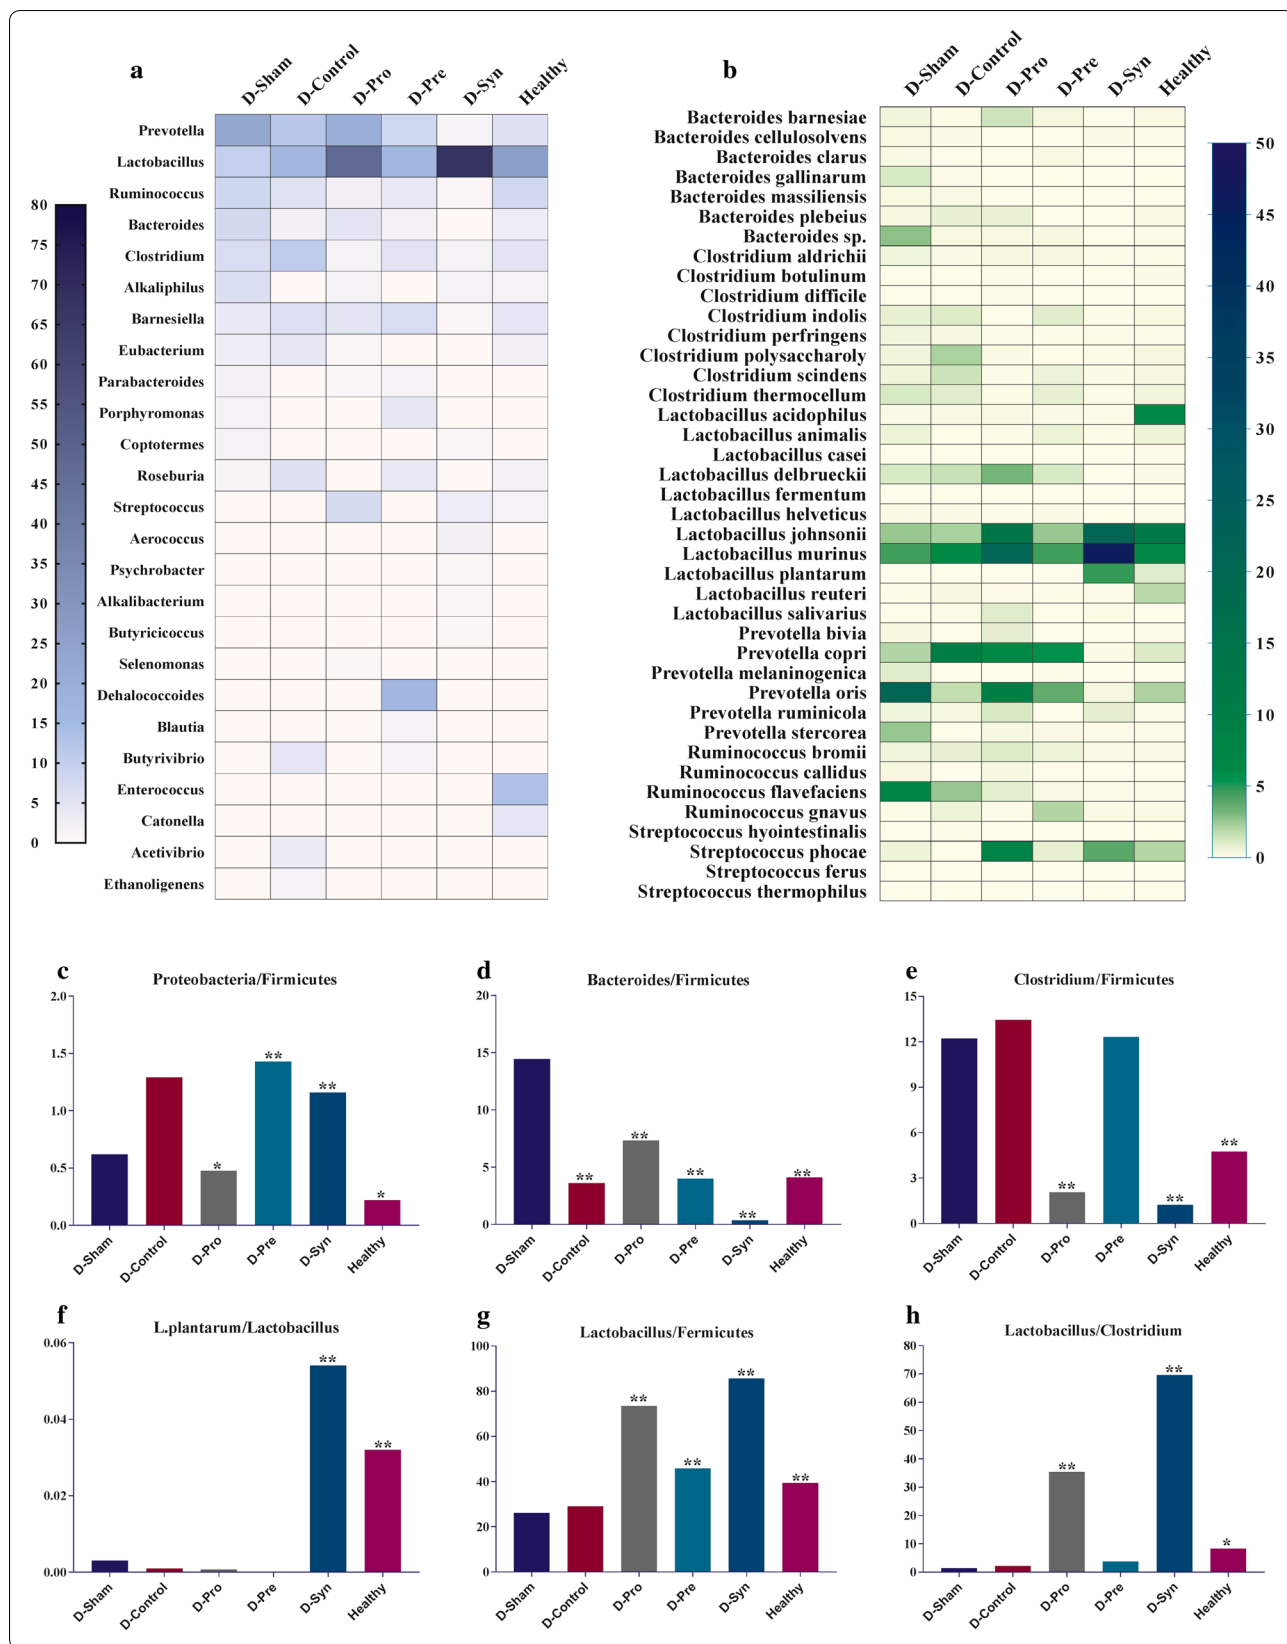 a
D-Sham
D-Control
D-Pro
D-Pre
D-Syn
Healthy
Prevotella
Lactobacillus
Ruminococcus
Bacteroides
Clostridium
Alkaliphilus
Barnesiella
Eubacterium
Parabacteroides
Porphyromonas
Coptotermes
Roseburia
Streptococcus
Aerococcus
Psychrobacter
Alkalibacterium
Butyricicoccus
Selenomonas
Dehalococcoides
Blautia
Butyrivibrio
Enterococcus
Catonella
Acetivibrio
Ethanoligenens
80
75
70
65
60
55
50
45
40
35
30
25
20
15
10
5
0
b
D-Sham
D-Control
D-Pro
D-Pre
D-Syn
Healthy
Bacteroides barnesiae
Bacteroides cellulosolvens
Bacteroides clarus
Bacteroides gallinarum
Bacteroides massiliensis
Bacteroides plebeius
Bacteroides sp.
Clostridium aldrichii
Clostridium botulinum
Clostridium difficile
Clostridium indolis
Clostridium perfringens
Clostridium polysaccharoly
Clostridium scindens
Clostridium thermocellum
Lactobacillus acidophilus
Lactobacillus animalis
Lactobacillus casei
Lactobacillus delbrueckii
Lactobacillus fermentum
Lactobacillus helveticus
Lactobacillus johnsonii
Lactobacillus murinus
Lactobacillus plantarum
Lactobacillus reuteri
Lactobacillus salivarius
Prevotella bivia
Prevotella copri
Prevotella melaninogenica
Prevotella oris
Prevotella ruminicola
Prevotella stercorea
Ruminococcus bromii
Ruminococcus callidus
Ruminococcus flavefaciens
Ruminococcus gnavus
Streptococcus hyointestinalis
Streptococcus phocae
Streptococcus ferus
Streptococcus thermophilus
50
45
40
35
30
25
20
15
10
5
0
c
Proteobacteria/Firmicutes
2.0
1.5
1.0
0.5
0.0
*
**
**
*
D-Sham
D-Control
D-Pro
D-Pre
D-Syn
Healthy
d
Bacteroides/Firmicutes
20
15
10
5
0
**
**
**
**
**
D-Sham
D-Control
D-Pro
D-Pre
D-Syn
Healthy
e
Clostridium/Firmicutes
15
12
9
6
3
0
**
**
**
D-Sham
D-Control
D-Pro
D-Pre
D-Syn
Healthy
f
L.plantarum/Lactobacillus
0.06
0.04
0.02
0.00
**
**
D-Sham
D-Control
D-Pro
D-Pre
D-Syn
Healthy
g
Lactobacillus/Fermicutes
100
80
60
40
20
0
**
**
**
**
D-Sham
D-Control
D-Pro
D-Pre
D-Syn
Healthy
h
Lactobacillus/Clostridium
80
70
60
50
40
30
20
10
0
**
**
*
D-Sham
D-Control
D-Pro
D-Pre
D-Syn
Healthy